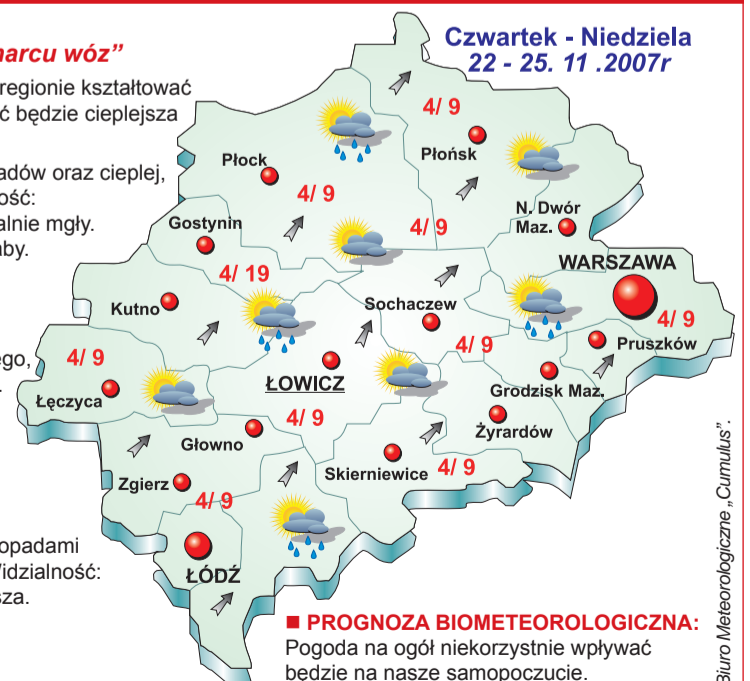 marcu wóz”
regionie kształtować
ć będzie cieplejsza
adów oraz cieplej,
ość:
alnie mgły.
aby.
ego,
opadami
Widzialność:
sza.
Czwartek - Niedziela
22 - 25. 11 .2007r
4/ 9
Płońsk
Płock
4/ 9
N. Dwór
Maz.
Gostynin
4/ 9
WARSZAWA
4/ 19
Kutno
Sochaczew
4/ 9
Pruszków
4/ 9
4/ 9
Łęczyca
ŁOWICZ
Grodzisk Maz.
4/ 9
Żyrardów
Głowno
Skierniewice
4/ 9
Zgierz
4/ 9
ŁÓDŹ
■ PROGNOZA BIOMETEOROLOGICZNA:
Pogoda na ogół niekorzystnie wpływać
będzie na nasze samopoczucie.
Biuro Meteorologiczne „Cumulus”.